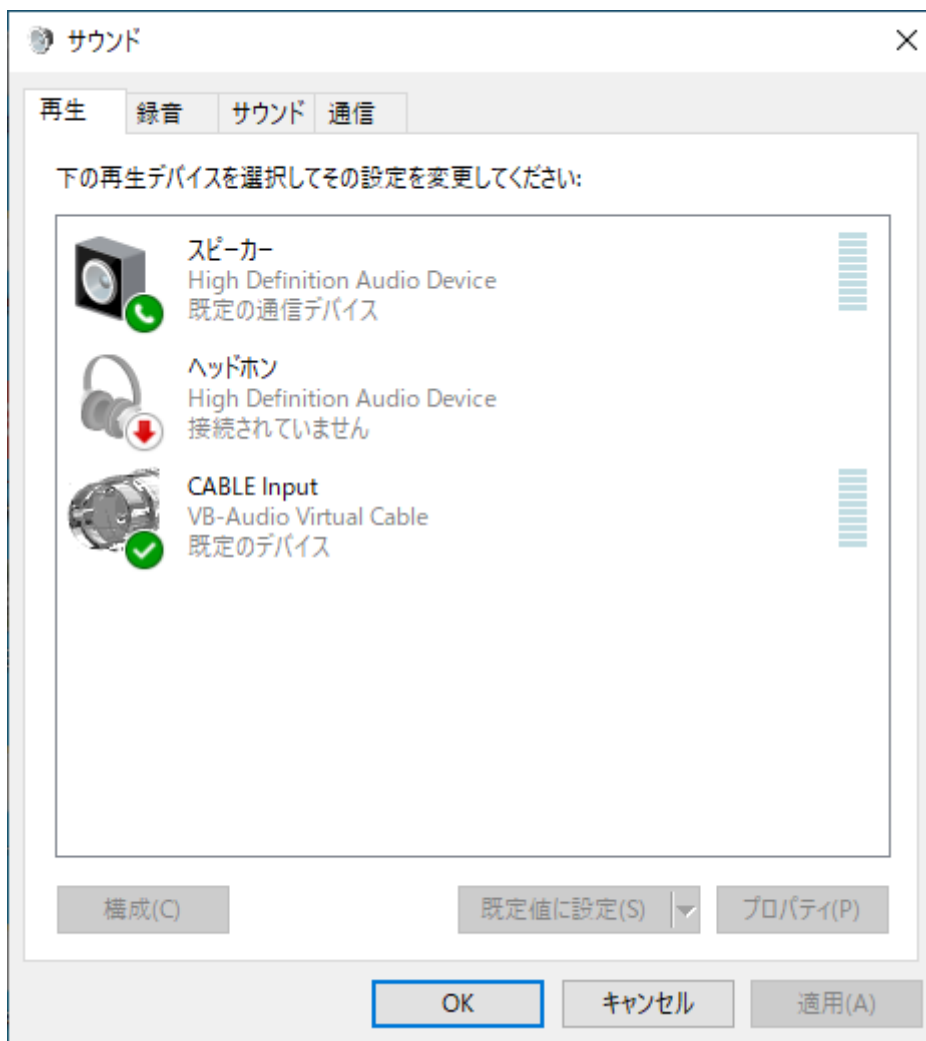 サウンド
再生
録音
サウンド
通信
下の再生デバイスを選択してその設定を変更してください:
スピーカー
High Definition Audio Device
既定の通信デバイス
ヘッドホン
High Definition Audio Device
接続されていません
CABLE Input
VB-Audio Virtual Cable
既定のデバイス
構成(C)
既定値に設定(S)
プロパティ(P)
OK
キャンセル
適用(A)